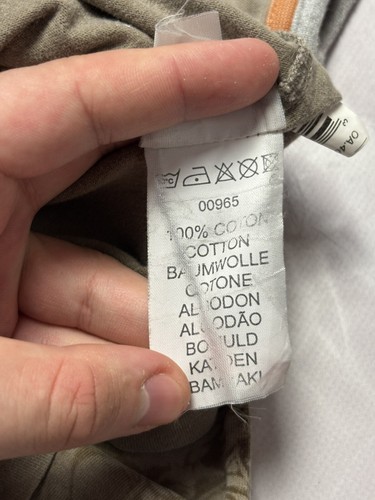 00965
100% COTON
COTTON
BAUMWOLLE
COTONE
ALGODON
ALGODÃO
BOMULD
KATOEN
BAMBAKI